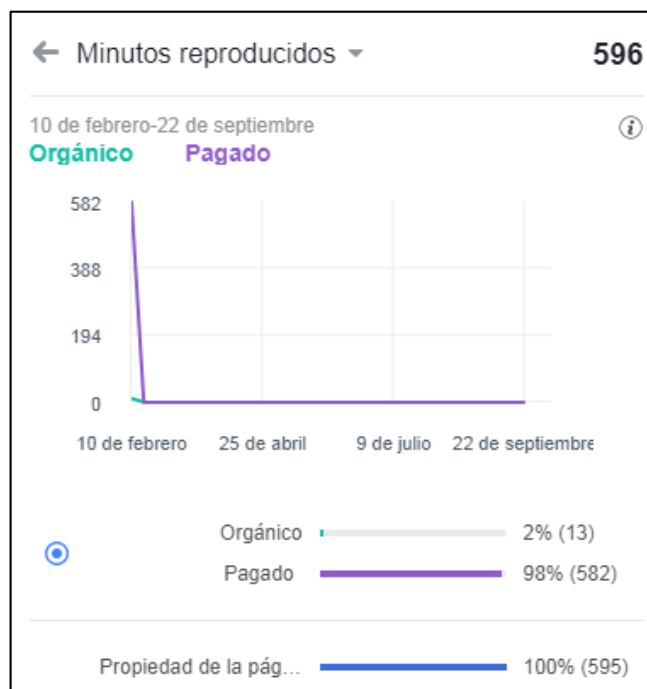 Minutos reproducidos 596
10 de febrero-22 de septiembre
Orgánico Pagado
582
388
194
0
10 de febrero 25 de abril 9 de julio 22 de septiembre
Orgánico 2% (13)
Pagado 98% (582)
Propiedad de la pág... 100% (595)